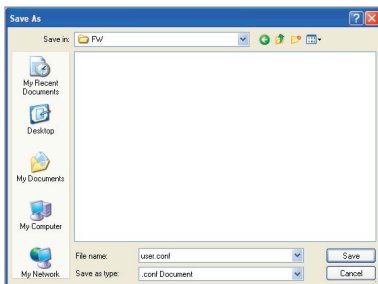 Save As
Save in:
FW
My Recent
Documents
Desktop
My Documents
My Computer
My Network
File name:
user.conf
Save
Save as type:
.conf Document
Cancel